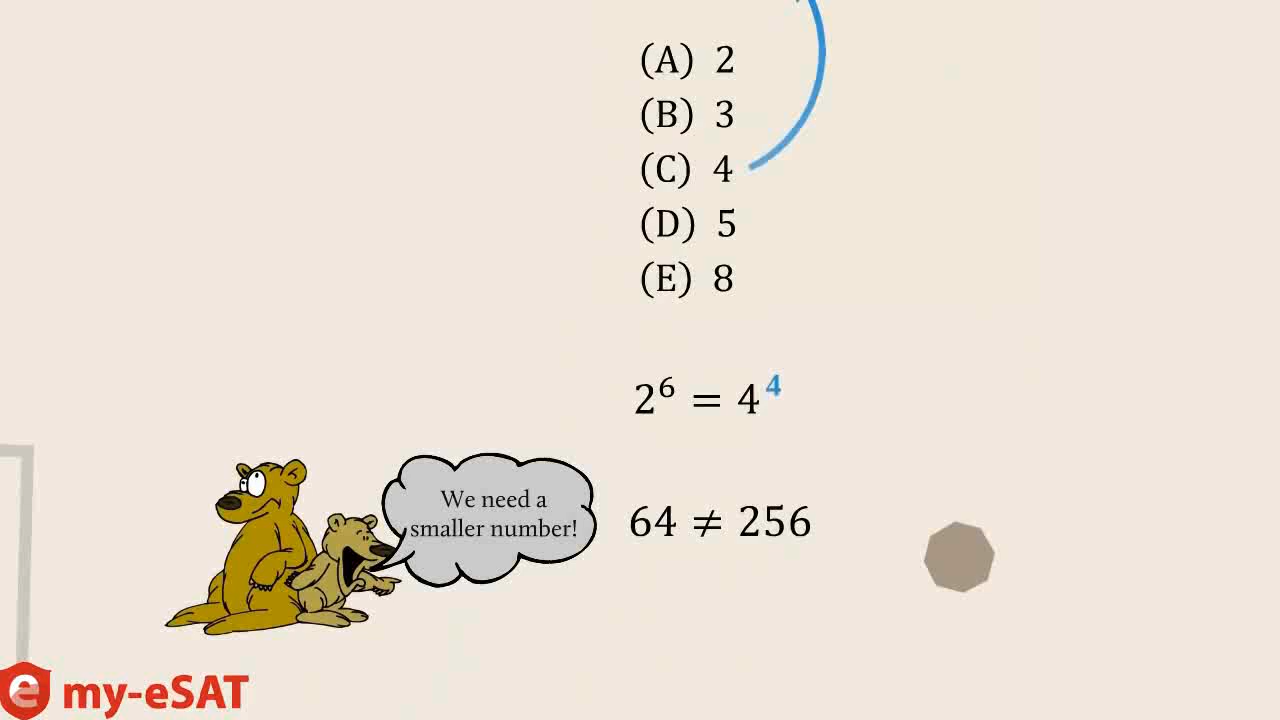 (A) 2
(B) 3
(C) 4
(D) 5
(E) 8
2⁶ = 4⁴
We need a
smaller number!
64 ≠ 256
e my-eSAT